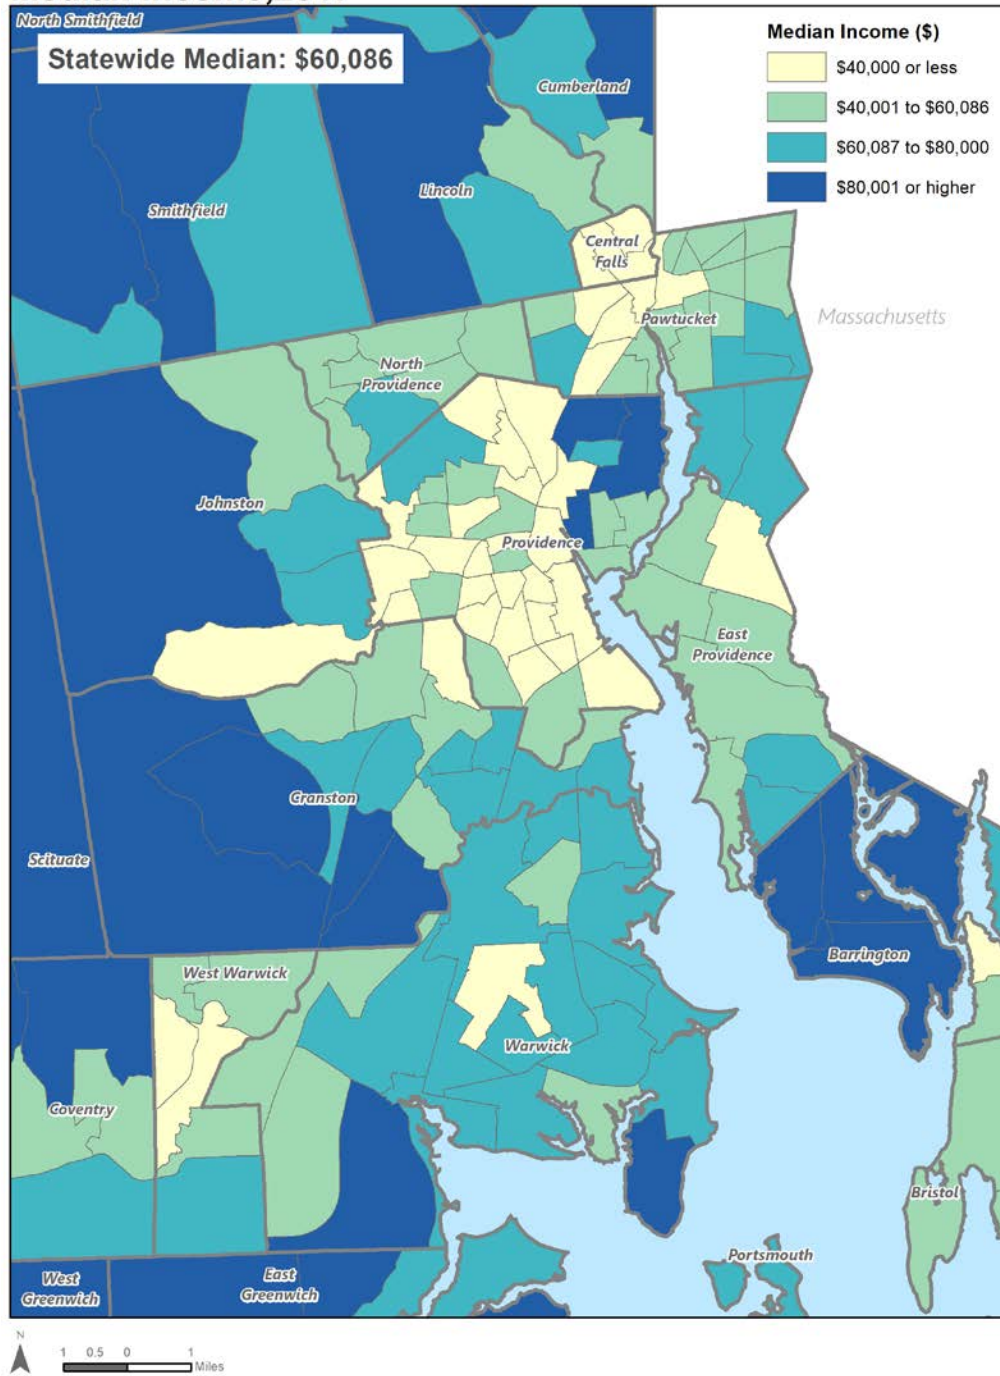 North Smithfield
Statewide Median: $60,086
Median Income ($)
$40,000 or less
$40,001 to $60,086
$60,087 to $80,000
$80,001 or higher
Cumberland
Lincoln
Smithfield
Central
Falls
Massachusetts
Pawtucket
North
Providence
Johnston
Providence
East
Providence
Cranston
Scituate
Barrington
West Warwick
Warwick
Coventry
Bristol
Portsmouth
West
Greenwich
East
Greenwich
N
1 0.5 0 1
Miles